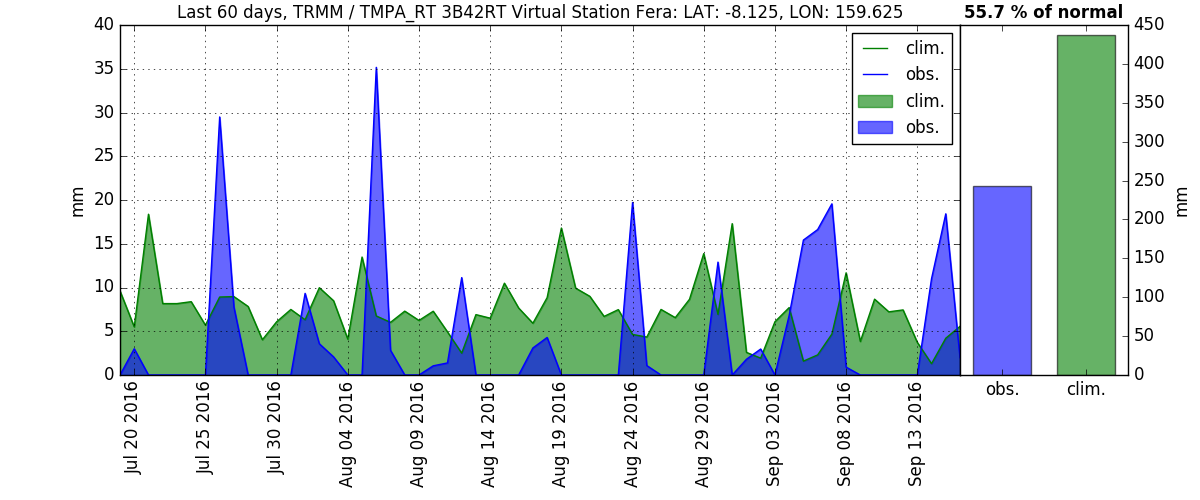 Last 60 days, TRMM / TMPA_RT 3B42RT Virtual Station Fera: LAT: -8.125, LON: 159.625
55.7 % of normal
40
35
30
25
20
15
10
5
0
mm
clim.
obs.
clim.
obs.
450
400
350
300
250
200
150
100
50
0
mm
Jul 20 2016
Jul 25 2016
Jul 30 2016
Aug 04 2016
Aug 09 2016
Aug 14 2016
Aug 19 2016
Aug 24 2016
Aug 29 2016
Sep 03 2016
Sep 08 2016
Sep 13 2016
obs.
clim.